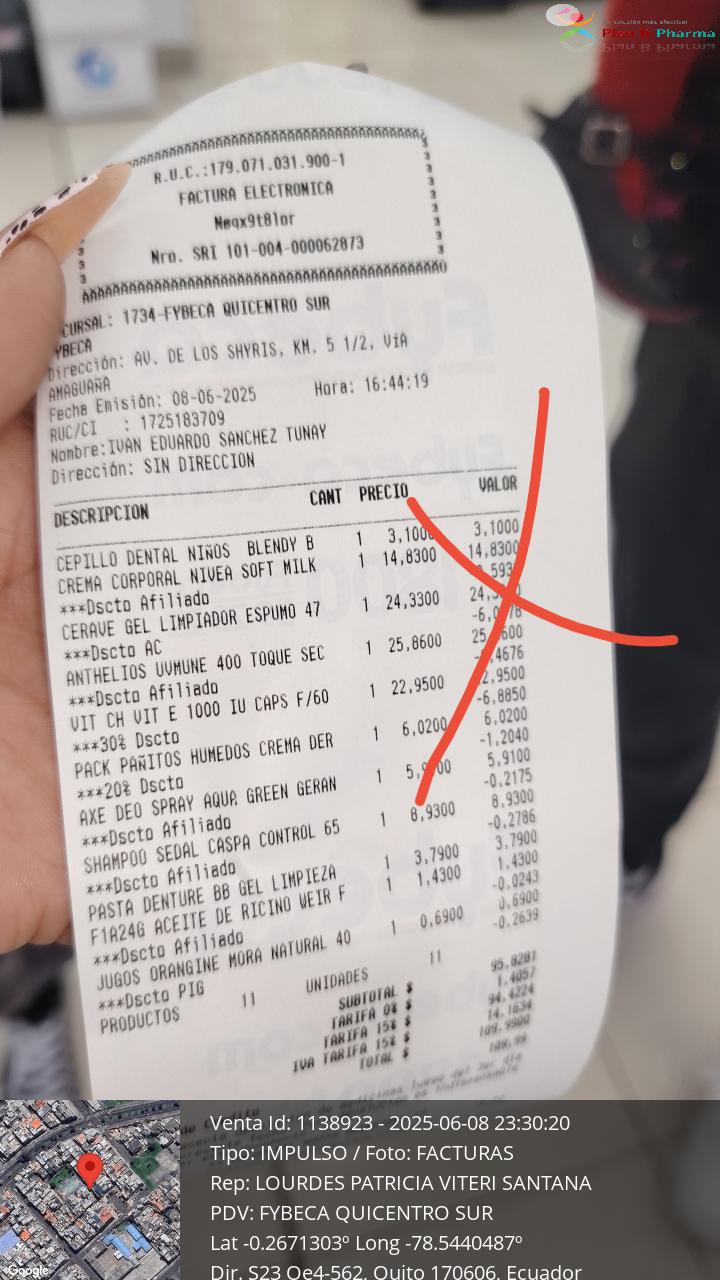 La solución más efectiva!
Plan B Pharma
R.U.C.:179.071.031.900-1
FACTURA ELECTRONICA
Nro. SRI 101-004-000062873
CURSAL: 1734-FYBECA QUICENTRO SUR
YBECA
Dirección: AV. DE LOS SHYRIS, KM. 5 1/2, VíA
AMAGUAÑA
Fecha Emisión: 08-06-2025 Hora: 16:44:19
RUC/CI : 1725183709
Nombre:IVAN EDUARDO SANCHEZ TUNAY
Dirección: SIN DIRECCION
DESCRIPCION CANT PRECIO VALOR
CEPILLO DENTAL NIÑOS BLENDY B 1 3,1000 3,1000
CREMA CORPORAL NIVEA SOFT MILK 1 14,8300 14,8300
***Dscto Afiliado
CERAVE GEL LIMPIADOR ESPUMO 47 1 24,3300
***Dscto AC
ANTHELIOS UVMUNE 400 TOQUE SEC 1 25,8600
***Dscto Afiliado
VIT CH VIT E 1000 IU CAPS F/60 1 22,9500
***30% Dscto -6,8850
PACK PAÑITOS HUMEDOS CREMA DER 1 6,0200 6,0200
***20% Dscto -1,2040
AXE DEO SPRAY AQUA GREEN GERAN 1 5,9100
***Dscto Afiliado -0,2175
SHAMPOO SEDAL CASPA CONTROL 65 1 8,9300 8,9300
***Dscto Afiliado -0,2786
PASTA DENTURE BB GEL LIMPIEZA 1 3,7900 3,7900
F1A24G ACEITE DE RICINO WEIR F 1 1,4300 1,4300
***Dscto Afiliado -0,0243
JUGOS ORANGINE MORA NATURAL 40 1 0,6900 0,6900
***Dscto PIG -0,2639
PRODUCTOS 11 UNIDADES 11
SUBTOTAL $ 95,8281
TARIFA 0% $ 1,4057
TARIFA 15% $ 94,4224
IVA TARIFA 15% $ 14,1634
TOTAL $ 109,9900
109,99
Google
Venta Id: 1138923 - 2025-06-08 23:30:20
Tipo: IMPULSO / Foto: FACTURAS
Rep: LOURDES PATRICIA VITERI SANTANA
PDV: FYBECA QUICENTRO SUR
Lat -0.2671303º Long -78.5440487º
Dir. S23 Oe4-562, Quito 170606, Ecuador